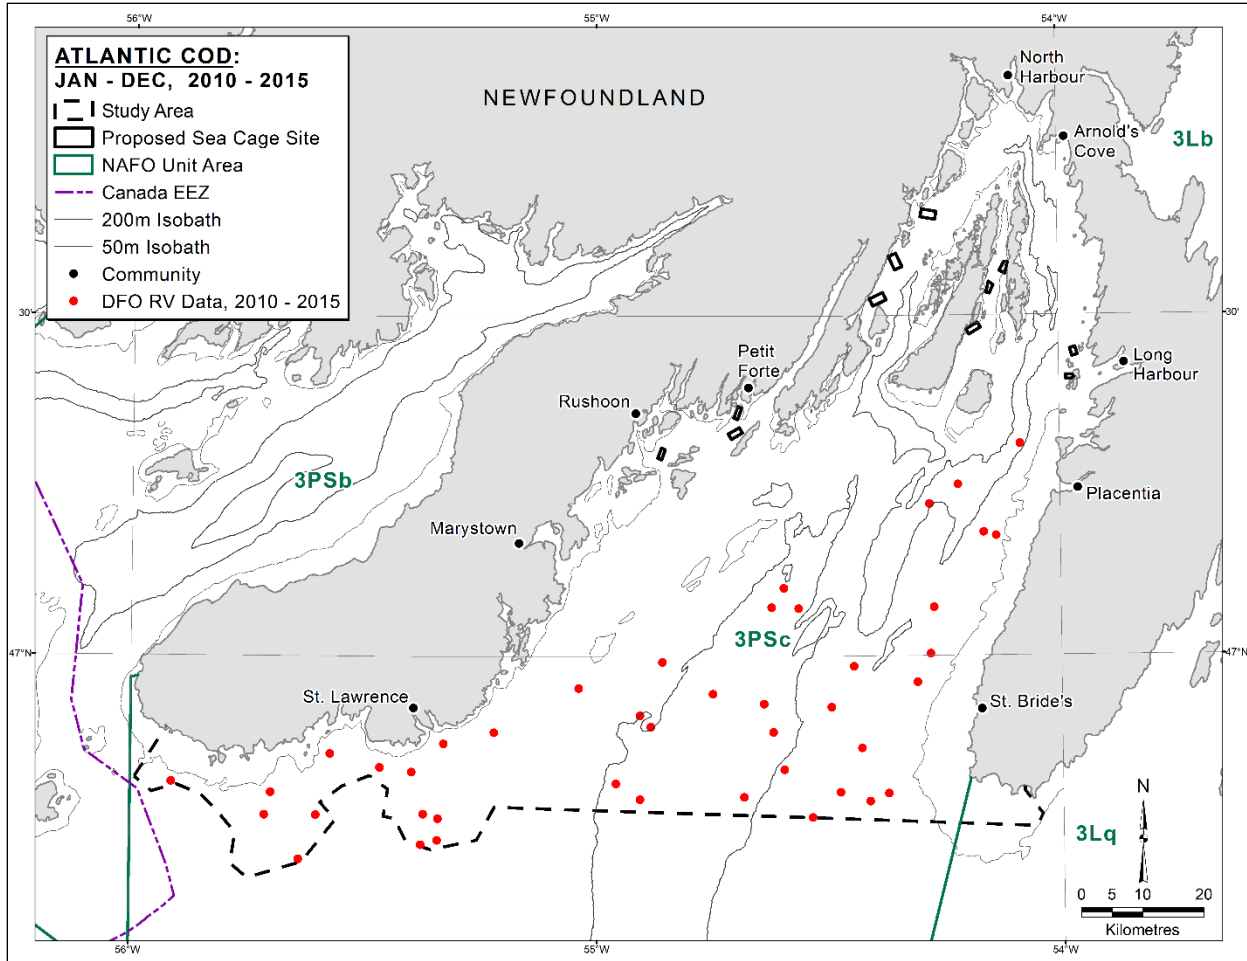 56°W
55°W
54°W
ATLANTIC COD:
JAN - DEC, 2010 - 2015
Study Area
Proposed Sea Cage Site
NAFO Unit Area
Canada EEZ
200m Isobath
50m Isobath
Community
DFO RV Data, 2010 - 2015
NEWFOUNDLAND
North
Harbour
Arnold's
Cove
3Lb
30'
30'
Long
Harbour
Petit
Forte
Rushoon
3PSb
Placentia
Marystown
3PSc
47°N
47°N
St. Lawrence
St. Bride's
N
3Lq
0 5 10 20
Kilometres
56°W
55°W
54°W